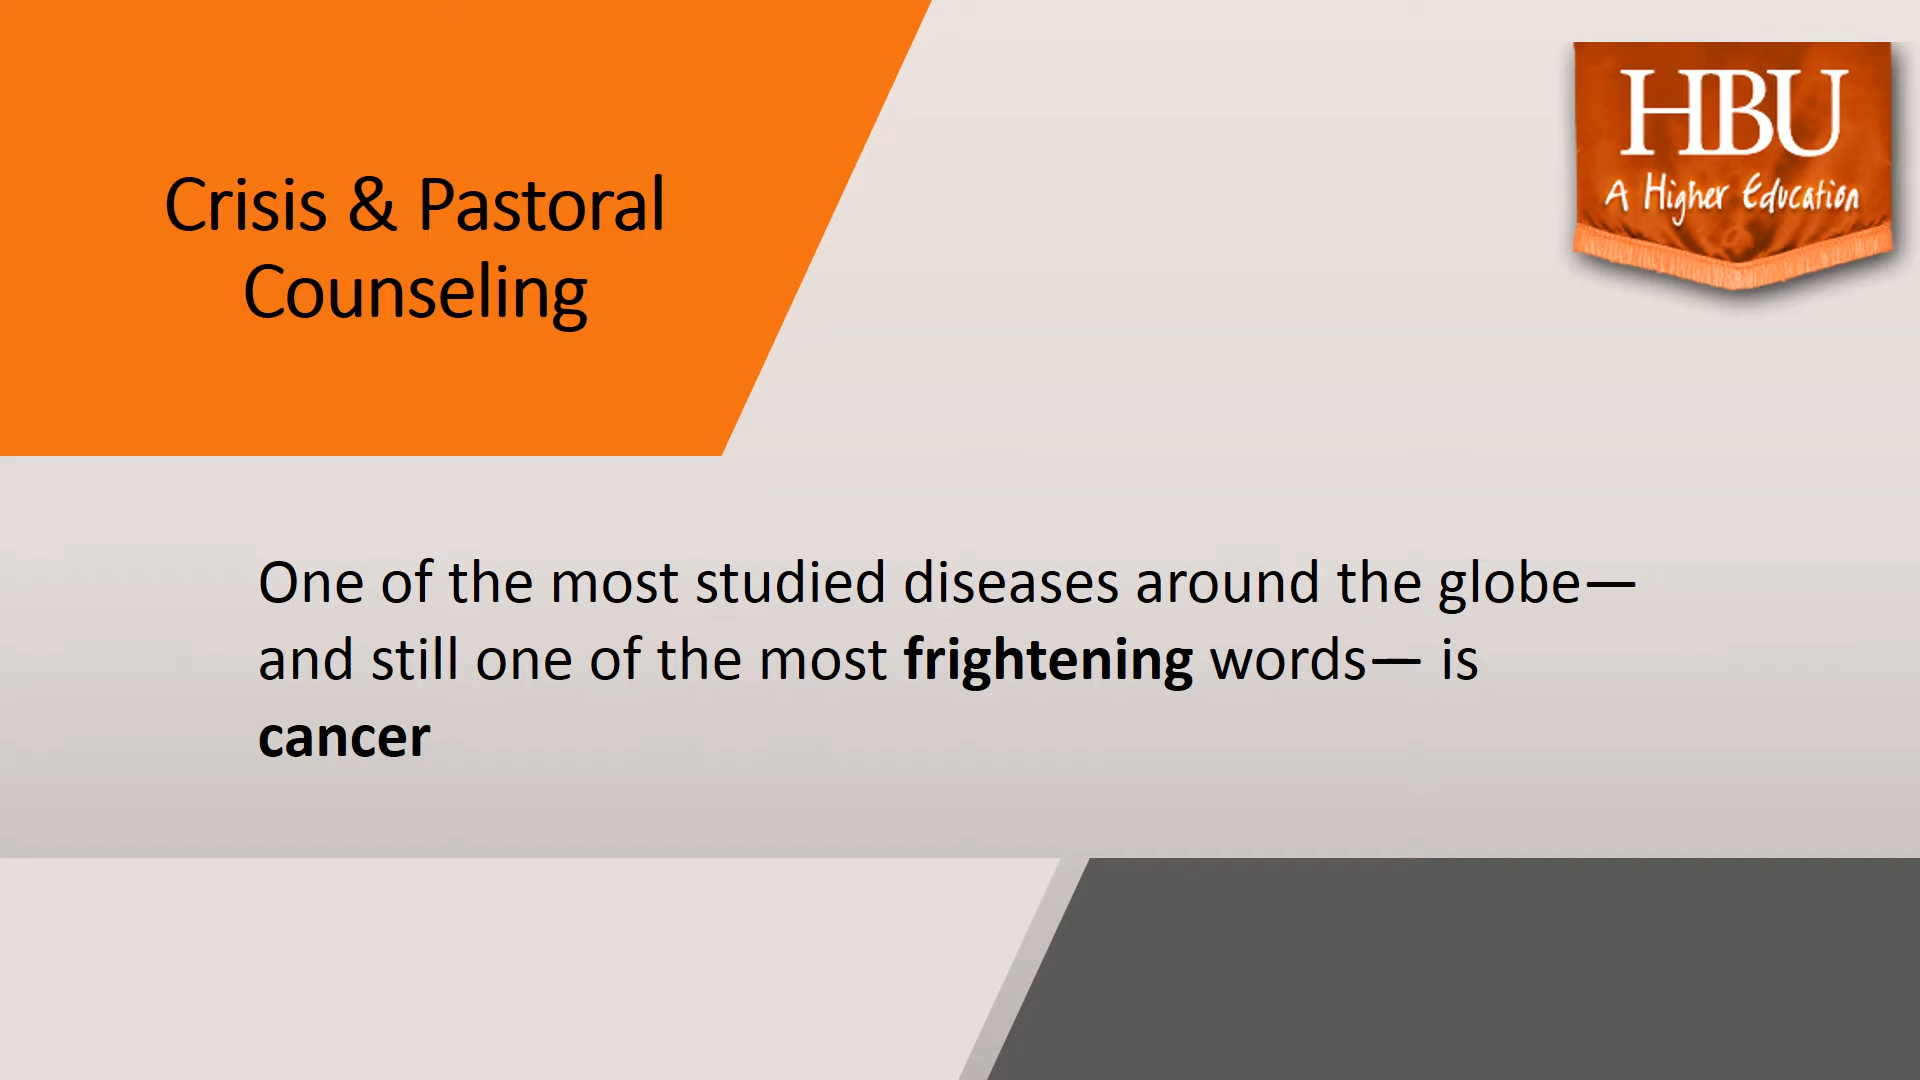 Crisis & Pastoral
Counseling
HBU
A Higher Education
One of the most studied diseases around the globe—
and still one of the most frightening words— is
cancer